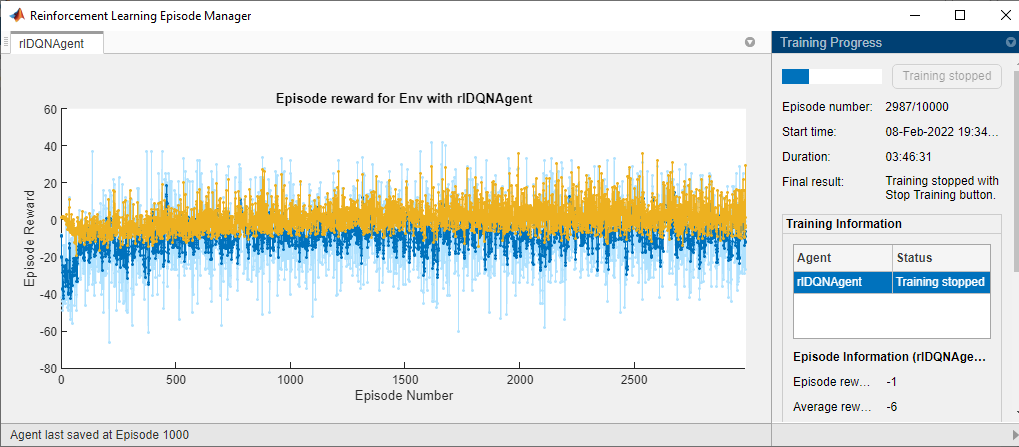 Reinforcement Learning Episode Manager
rlDQNAgent
Episode reward for Env with rlDQNAgent
60
40
20
0
-20
-40
-60
-80
Episode Reward
0 500 1000 1500 2000 2500
Episode Number
Agent last saved at Episode 1000
Training Progress
Training stopped
Episode number: 2987/10000
Start time: 08-Feb-2022 19:34...
Duration: 03:46:31
Final result: Training stopped with
Stop Training button.
Training Information
Agent Status
rlDQNAgent Training stopped
Episode Information (rlDQNAge...
Episode rew... -1
Average rew... -6